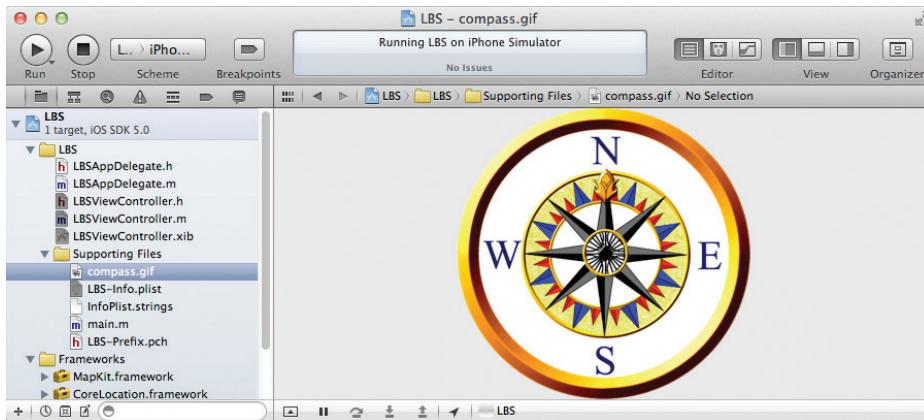 LBS – compass.gif
L... › iPho...
Running LBS on iPhone Simulator
No Issues
Run Stop Scheme Breakpoints Editor View Organizer
LBS › LBS › Supporting Files › compass.gif › No Selection
LBS
1 target, iOS SDK 5.0
LBS
h LBSAppDelegate.h
m LBSAppDelegate.m
h LBSViewController.h
m LBSViewController.m
LBSViewController.xib
Supporting Files
compass.gif
LBS-Info.plist
InfoPlist.strings
m main.m
h LBS-Prefix.pch
Frameworks
MapKit.framework
CoreLocation.framework
N
W E
S
LBS